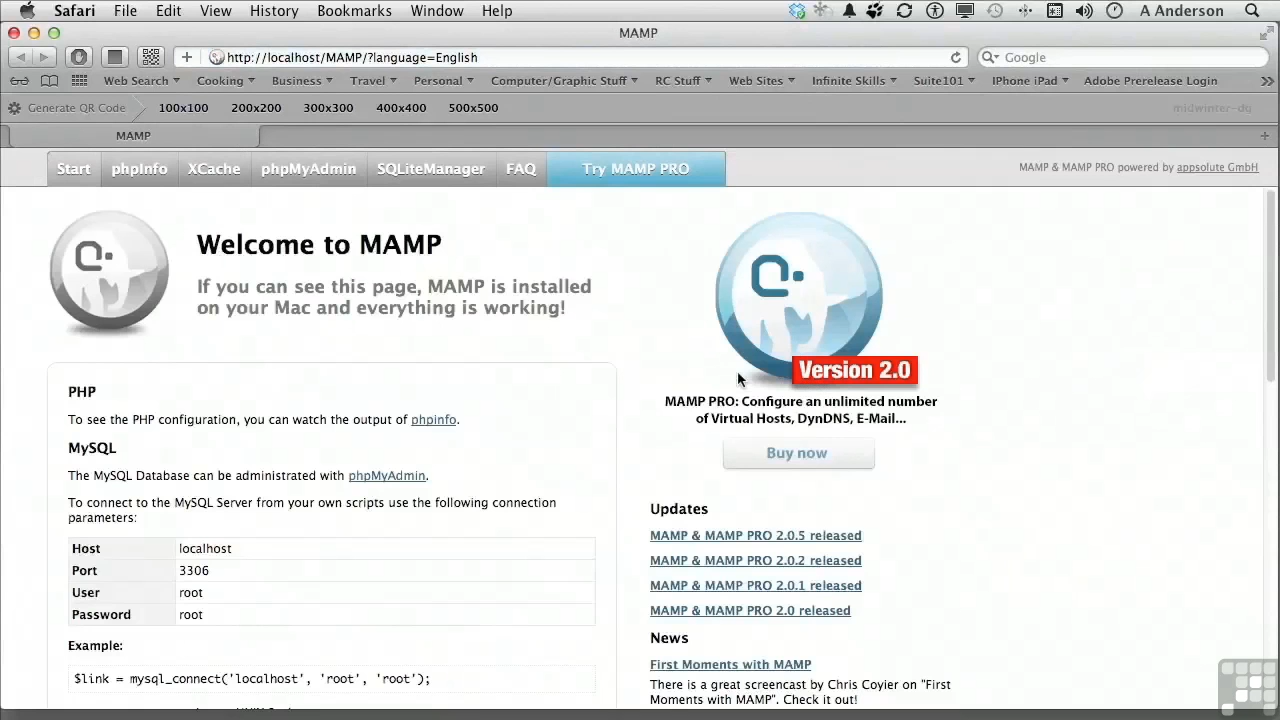 Safari File Edit View History Bookmarks Window Help A Anderson
MAMP
http://localhost/MAMP/?language=English Google
Web Search Cooking Business Travel Personal Computer/Graphic Stuff RC Stuff Web Sites Infinite Skills Suite101 iPhone iPad Adobe Prerelease Login
Generate QR Code 100x100 200x200 300x300 400x400 500x500 midwinter-dg
MAMP
Start phpInfo XCache phpMyAdmin SQLiteManager FAQ Try MAMP PRO MAMP & MAMP PRO powered by appsolute GmbH
Welcome to MAMP
If you can see this page, MAMP is installed
on your Mac and everything is working!
Version 2.0
MAMP PRO: Configure an unlimited number
of Virtual Hosts, DynDNS, E-Mail...
Buy now
PHP
To see the PHP configuration, you can watch the output of phpinfo.
MySQL
The MySQL Database can be administrated with phpMyAdmin.
To connect to the MySQL Server from your own scripts use the following connection
parameters:
Host localhost
Port 3306
User root
Password root
Example:
$link = mysql_connect('localhost', 'root', 'root');
Updates
MAMP & MAMP PRO 2.0.5 released
MAMP & MAMP PRO 2.0.2 released
MAMP & MAMP PRO 2.0.1 released
MAMP & MAMP PRO 2.0 released
News
First Moments with MAMP
There is a great screencast by Chris Coyier on "First
Moments with MAMP". Check it out!